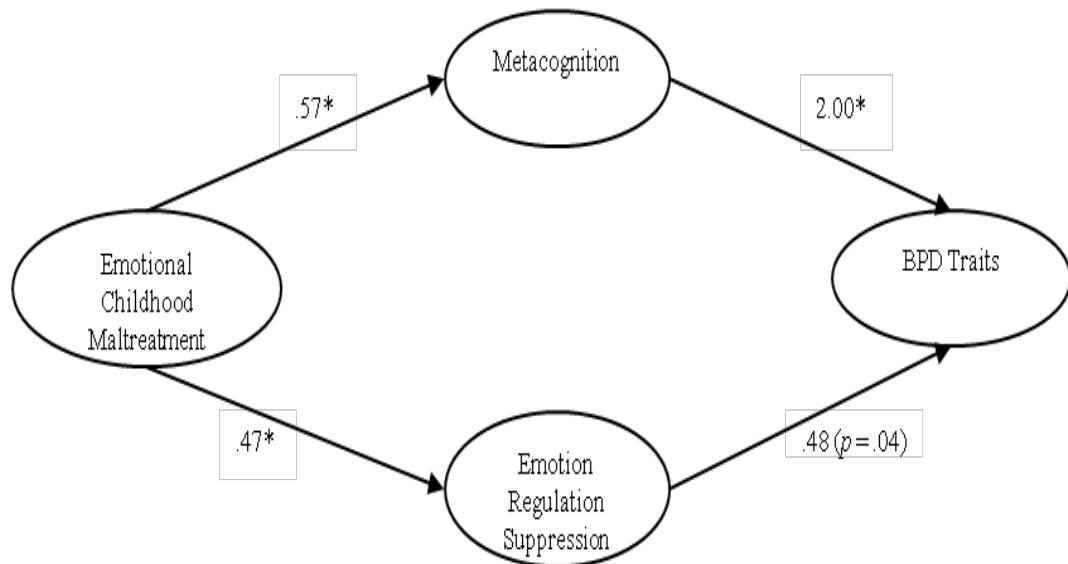 Metacognition
.57*
2.00*
Emotional
Childhood
Maltreatment
BPD Traits
.47*
.48 (p = .04)
Emotion
Regulation
Suppression